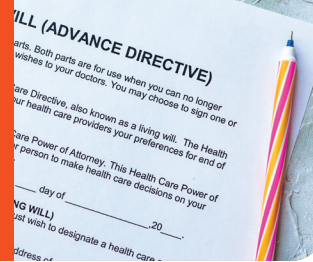 ILL (ADVANCE DIRECTIVE)
arts. Both parts are for use when you can no longer
wishes to your doctors. You may choose to sign one or
are Directive, also known as a living will. The Health
ur health care providers your preferences for end of
are Power of Attorney. This Health Care Power of
r person to make health care decisions on your
day of ,20
NG WILL)
ust wish to designate a health care
ddress of